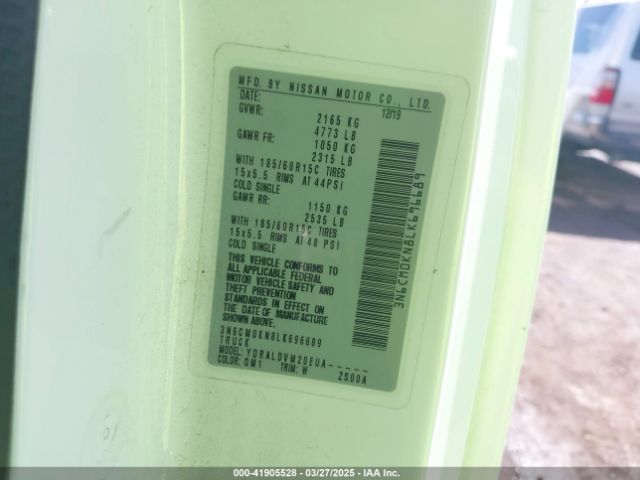 MFD. BY NISSAN MOTOR CO., LTD.
DATE: 12/19
GVWR: 2165 KG
4773 LB
GAWR FR: 1050 KG
2315 LB
WITH 185/60R15C TIRES
15x5.5 RIMS AT 44PSI
COLD SINGLE
GAWR RR: 1150 KG
2535 LB
WITH 185/60R15C TIRES
15x5.5 RIMS AT 48 PSI
COLD SINGLE
THIS VEHICLE CONFORMS TO
ALL APPLICABLE FEDERAL
MOTOR VEHICLE SAFETY AND
THEFT PREVENTION
STANDARDS IN EFFECT ON
THE DATE OF MANUFACTURE
SHOWN ABOVE.
3N6CM0KN8LK696689
TRUCK
MODEL: YDRALDVM20EUA-----
COLOR: QM1 TRIM: W ZS00A
3N6CM0KN8LK696689
000-41905528 - 03/27/2025 - IAA Inc.